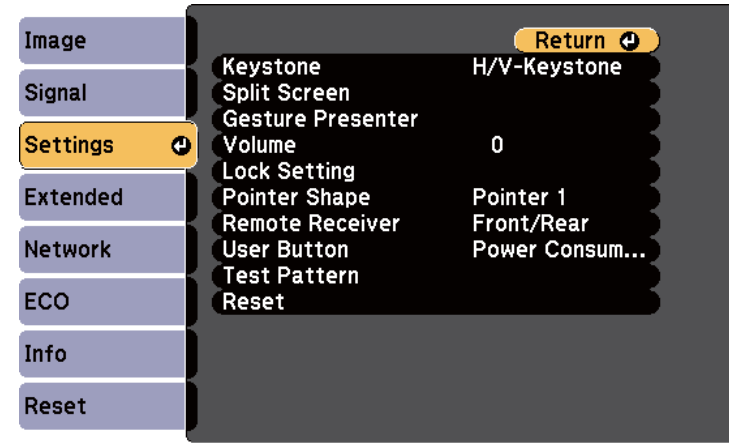 Image
Signal
Settings
Extended
Network
ECO
Info
Reset
Return
Keystone H/V-Keystone
Split Screen
Gesture Presenter
Volume 0
Lock Setting
Pointer Shape Pointer 1
Remote Receiver Front/Rear
User Button Power Consum...
Test Pattern
Reset